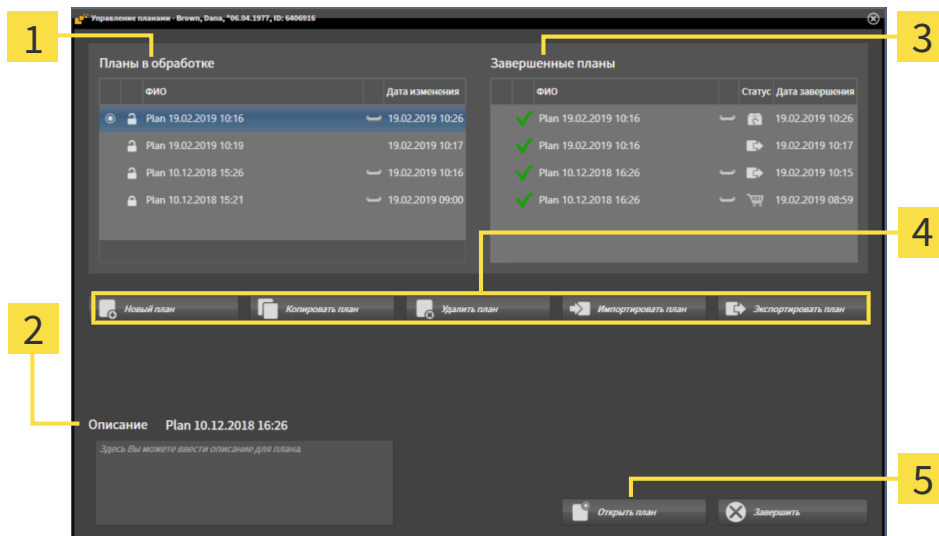 Управление планами - Brown, Dana, *06.04.1977, ID: 6406916
1
3
Планы в обработке
Завершенные планы
ФИО Дата изменения
ФИО Статус Дата завершения
Plan 19.02.2019 10:16 19.02.2019 10:26
Plan 19.02.2019 10:19 19.02.2019 10:17
Plan 10.12.2018 15:26 19.02.2019 10:16
Plan 10.12.2018 15:21 19.02.2019 09:00
Plan 19.02.2019 10:16 19.02.2019 10:26
Plan 19.02.2019 10:16 19.02.2019 10:17
Plan 10.12.2018 16:26 19.02.2019 10:15
Plan 10.12.2018 16:26 19.02.2019 08:59
4
Новый план
Копировать план
Удалить план
Импортировать план
Экспортировать план
2
Описание Plan 10.12.2018 16:26
Здесь Вы можете ввести описание для плана.
5
Открыть план
Завершить